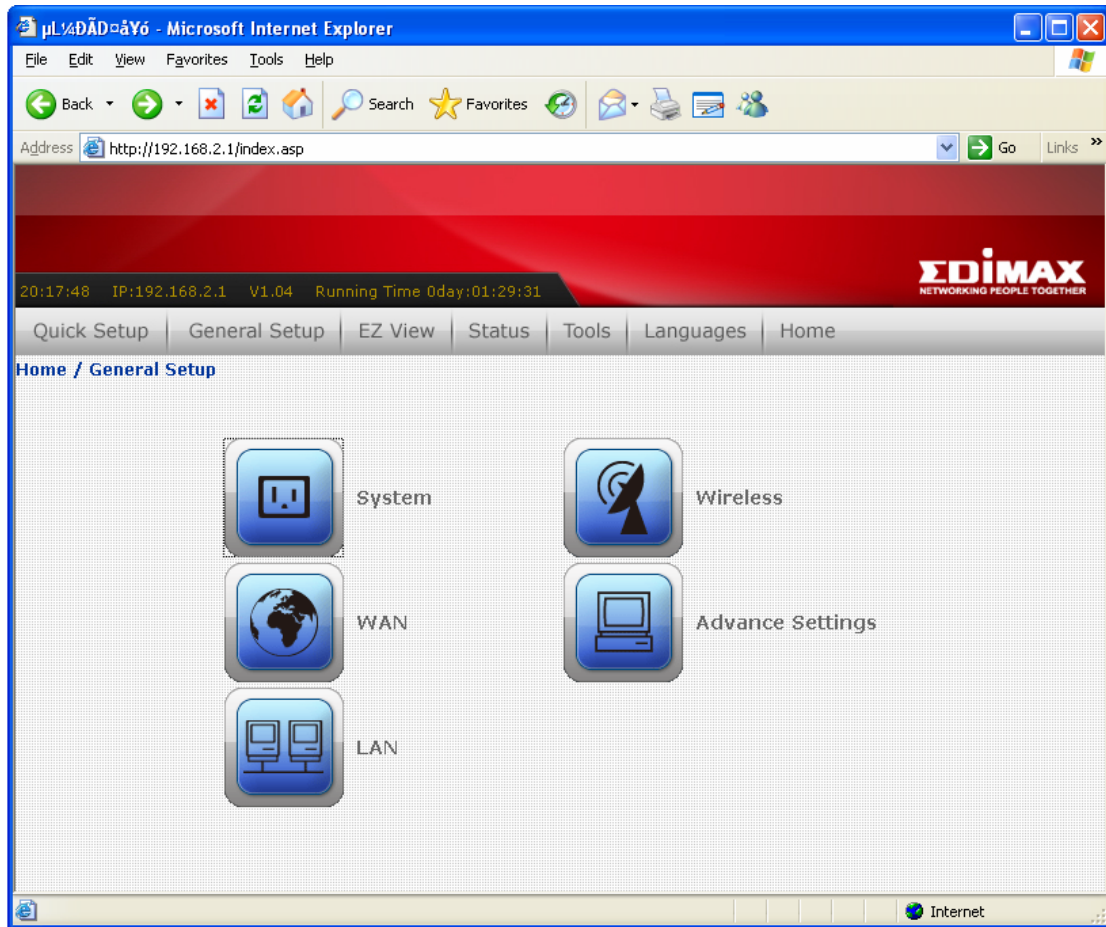 µL¼ÐÃD¤å¥ó - Microsoft Internet Explorer
File Edit View Favorites Tools Help
Back Search Favorites
Address http://192.168.2.1/index.asp Go Links »
EDiMAX
NETWORKING PEOPLE TOGETHER
20:17:48 IP:192.168.2.1 V1.04 Running Time 0day:01:29:31
Quick Setup General Setup EZ View Status Tools Languages Home
Home / General Setup
System Wireless
WAN Advance Settings
LAN
Internet